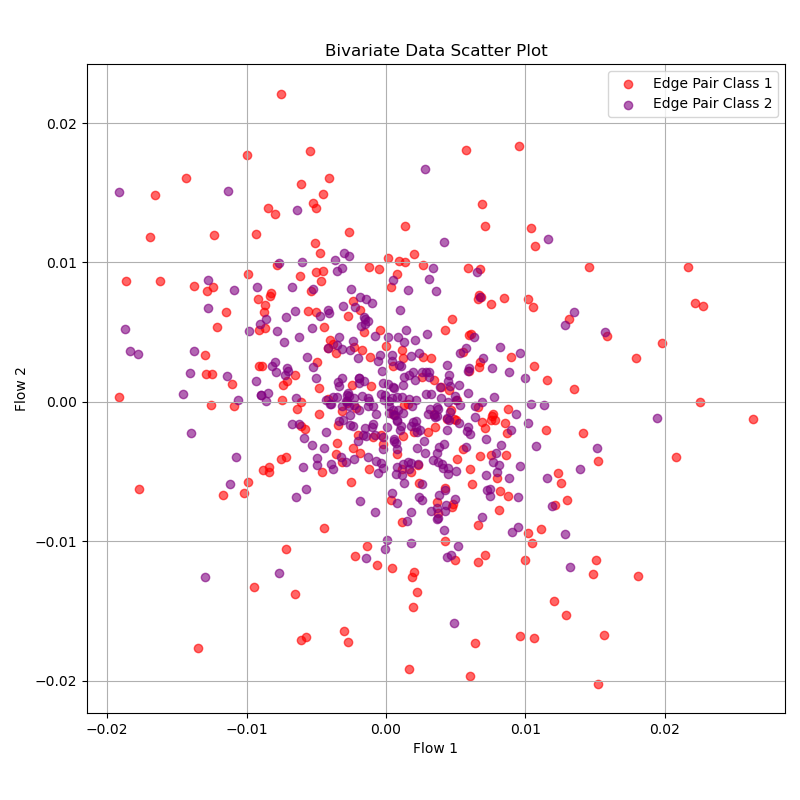 Bivariate Data Scatter Plot
Edge Pair Class 1
Edge Pair Class 2
0.02
0.01
0.00
−0.01
−0.02
Flow 2
−0.02
−0.01
0.00
0.01
0.02
Flow 1